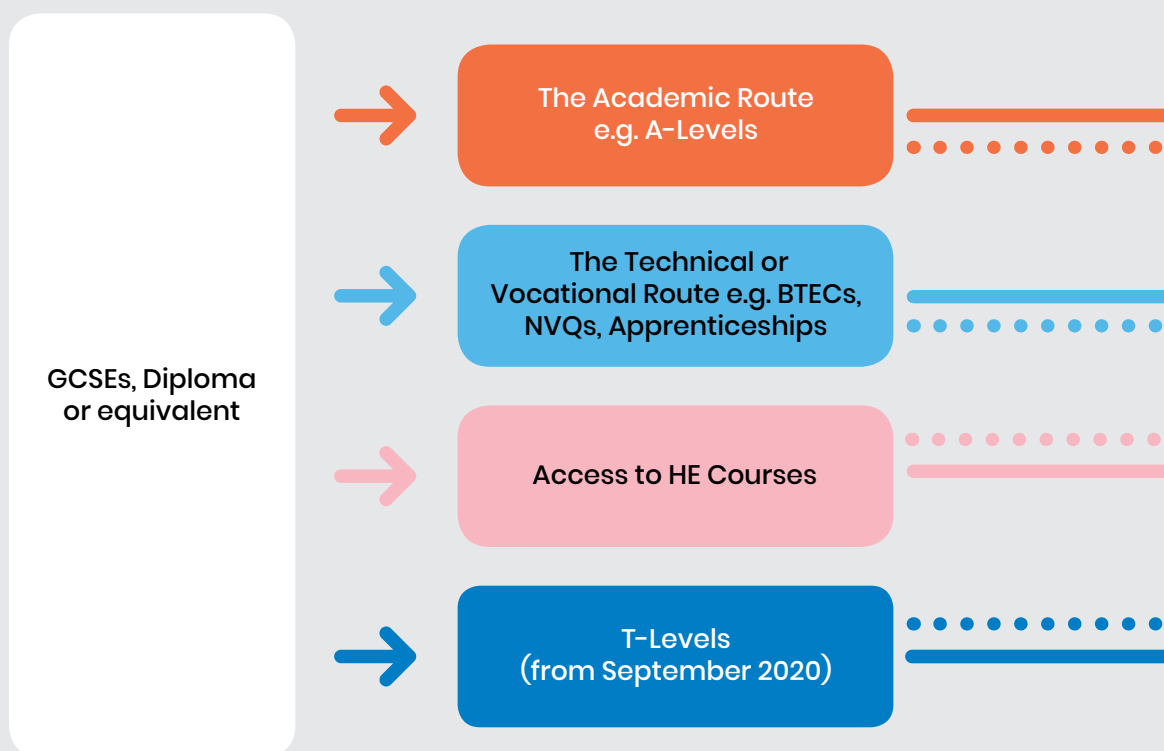 GCSEs, Diploma
or equivalent
The Academic Route
e.g. A-Levels
The Technical or
Vocational Route e.g. BTECs,
NVQs, Apprenticeships
Access to HE Courses
T-Levels
(from September 2020)